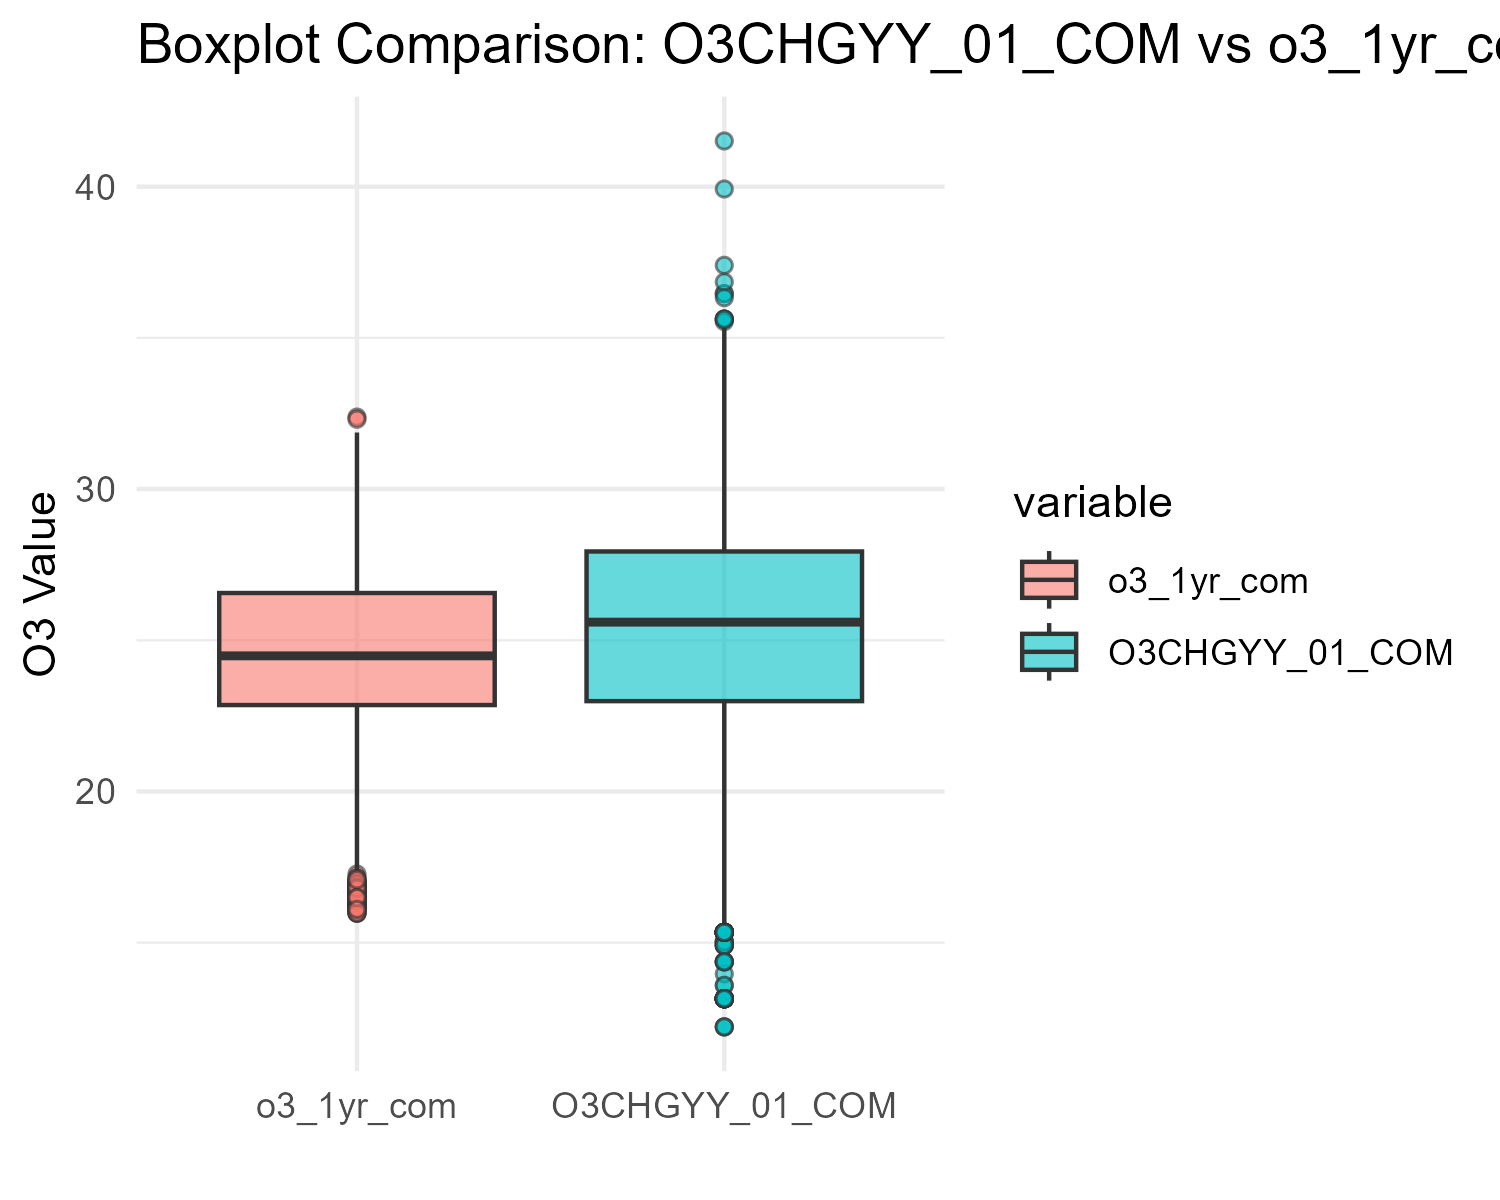 Boxplot Comparison: O3CHGYY_01_COM vs o3_1yr_co
40
30
20
O3 Value
o3_1yr_com
O3CHGYY_01_COM
variable
o3_1yr_com
O3CHGYY_01_COM